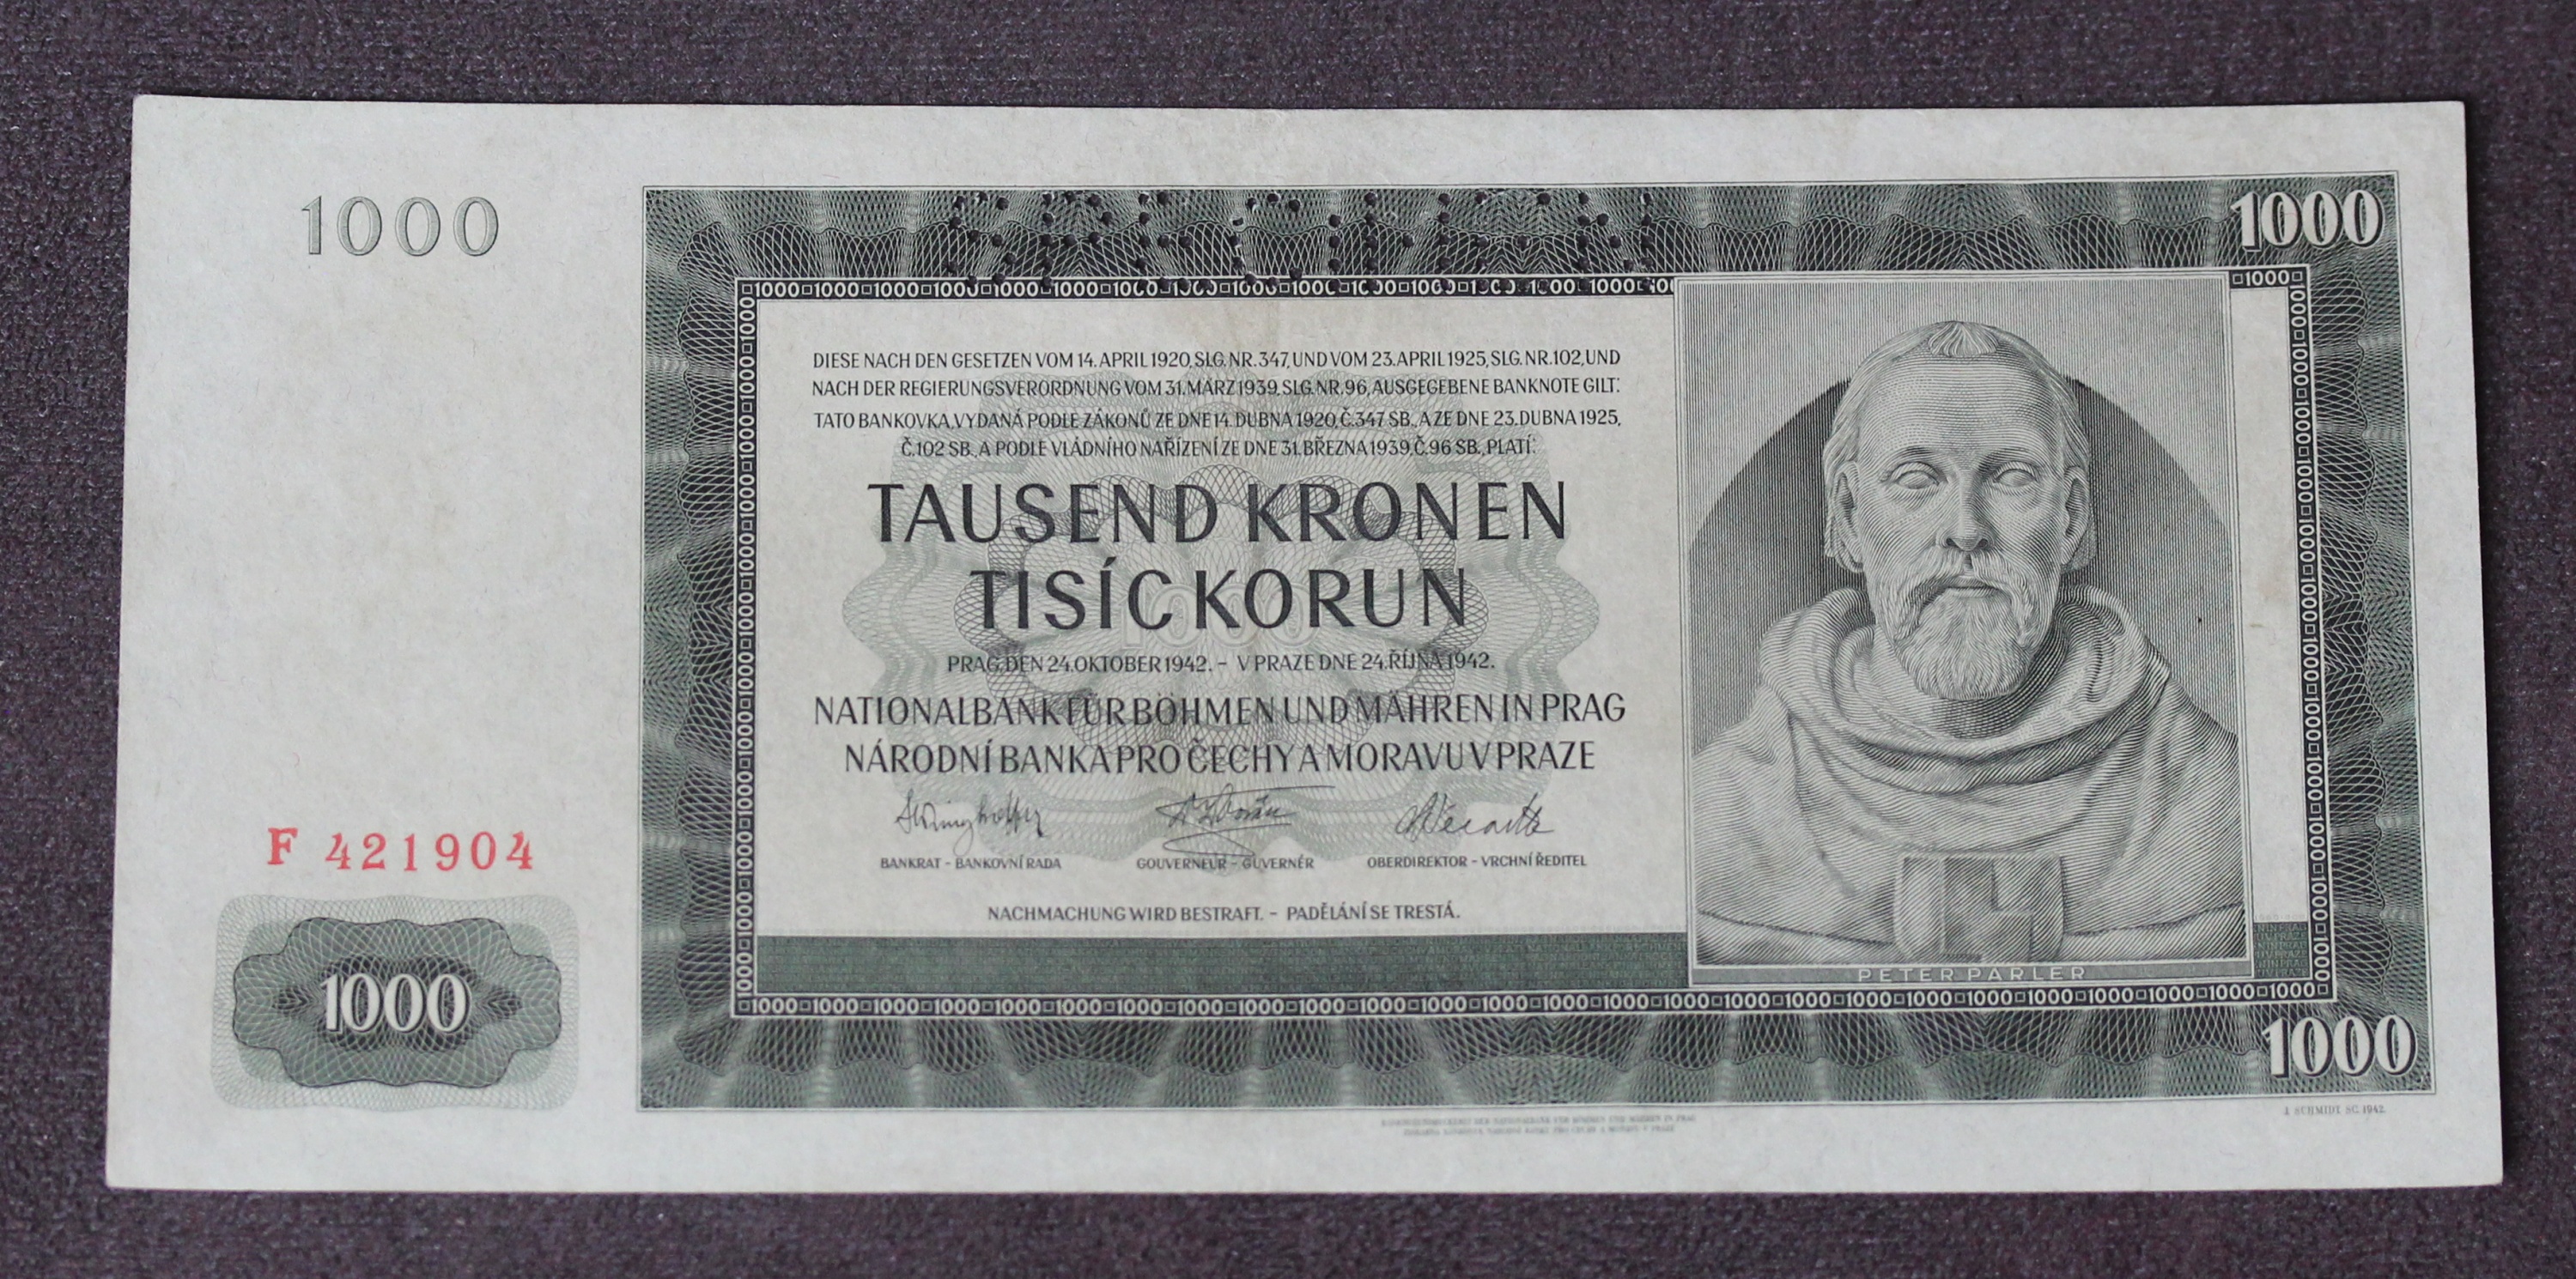 1000
1000
SPECIMEN
DIESE NACH DEN GESETZEN VOM 14. APRIL 1920, SLG. NR. 347, UND VOM 23. APRIL 1925, SLG. NR. 102, UND
NACH DER REGIERUNGSVERORDNUNG VOM 31. MÄRZ 1939, SLG. NR. 96, AUSGEGEBENE BANKNOTE GILT:
TATO BANKOVKA, VYDANÁ PODLE ZÁKONŮ ZE DNE 14. DUBNA 1920, Č. 347 SB., A ZE DNE 23. DUBNA 1925,
Č. 102 SB., A PODLE VLÁDNÍHO NAŘÍZENÍ ZE DNE 31. BŘEZNA 1939, Č. 96 SB., PLATÍ:
TAUSEND KRONEN
TISÍC KORUN
PRAG, DEN 24. OKTOBER 1942. – V PRAZE DNE 24. ŘÍJNA 1942.
NATIONALBANK FÜR BÖHMEN UND MÄHREN IN PRAG
NÁRODNÍ BANKA PRO ČECHY A MORAVU V PRAZE
BANKRAT - BANKOVNÍ RADA
GOUVERNEUR - GUVERNÉR
OBERDIREKTOR - VRCHNÍ ŘEDITEL
NACHMACHUNG WIRD BESTRAFT. – PADĚLÁNÍ SE TRESTÁ.
F 421904
1000
PETER PARLER
1000
J. SCHMIDT SC. 1942.